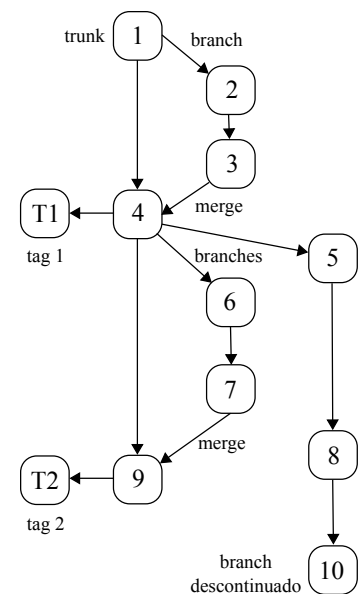 trunk
1
branch
2
3
merge
T1
4
tag 1
branches
5
6
7
merge
8
T2
9
tag 2
branch
descontinuado
10